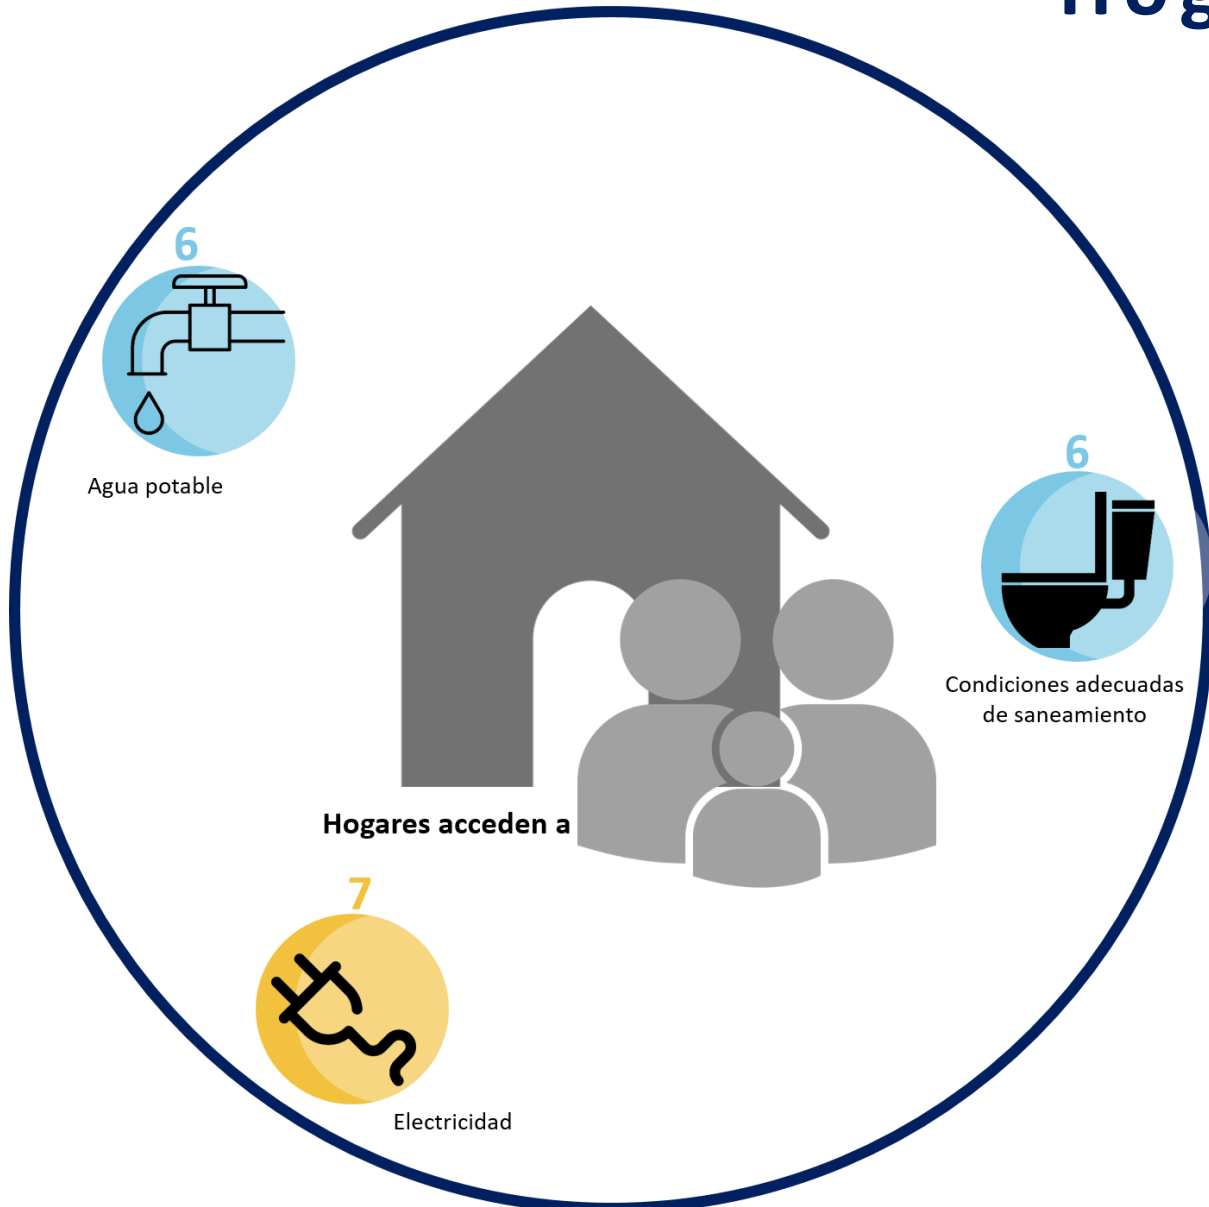 6
Agua potable
6
Condiciones adecuadas
de saneamiento
Hogares acceden a
7
Electricidad